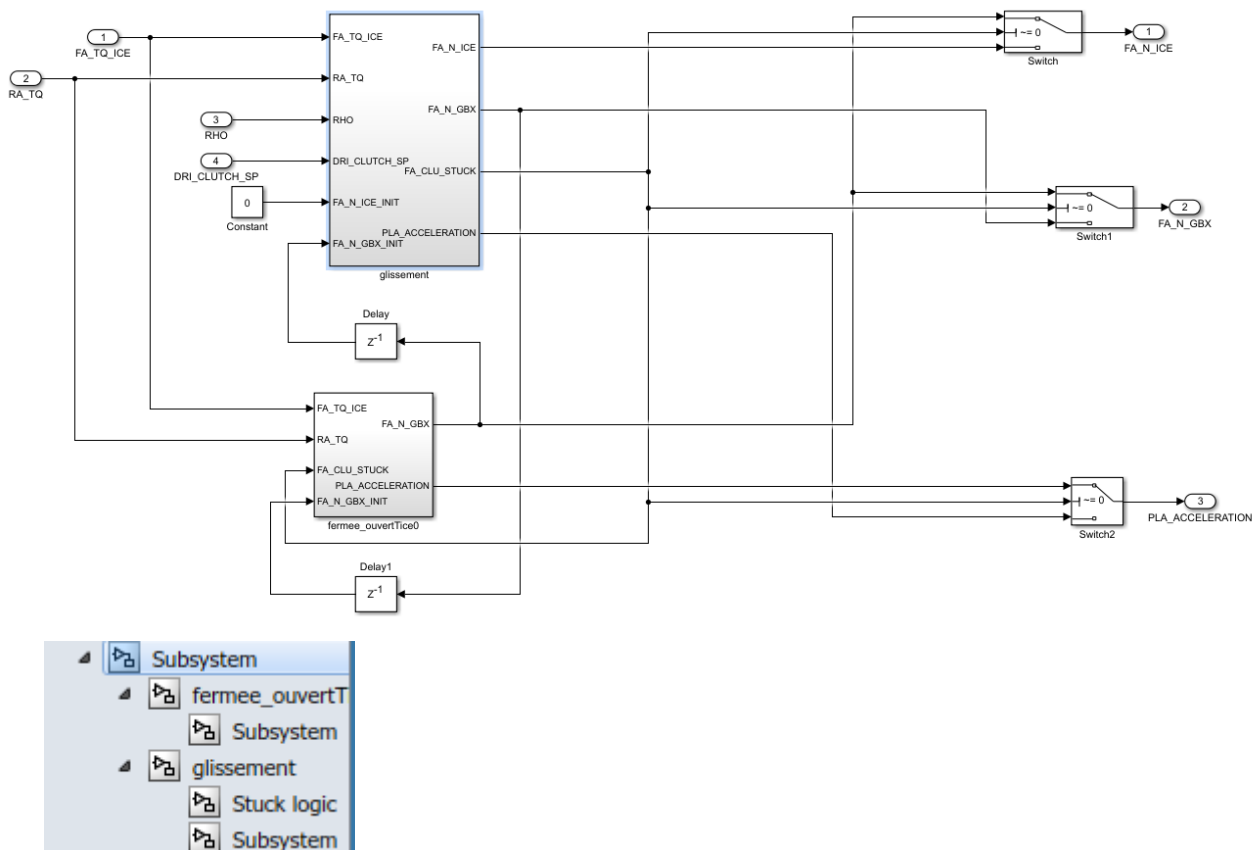 1
FA_TQ_ICE
2
RA_TQ
3
RHO
4
DRI_CLUTCH_SP
0
Constant
FA_TQ_ICE
RA_TQ
RHO
DRI_CLUTCH_SP
FA_N_ICE_INIT
FA_N_GBX_INIT
FA_N_ICE
FA_N_GBX
FA_CLU_STUCK
PLA_ACCELERATION
glissement
Delay
Z-1
FA_TQ_ICE
RA_TQ
FA_CLU_STUCK
FA_N_GBX_INIT
FA_N_GBX
PLA_ACCELERATION
fermee_ouvertTice0
Delay1
Z-1
~= 0
Switch
1
FA_N_ICE
~= 0
Switch1
2
FA_N_GBX
~= 0
Switch2
3
PLA_ACCELERATION
Subsystem
fermee_ouvertT
Subsystem
glissement
Stuck logic
Subsystem